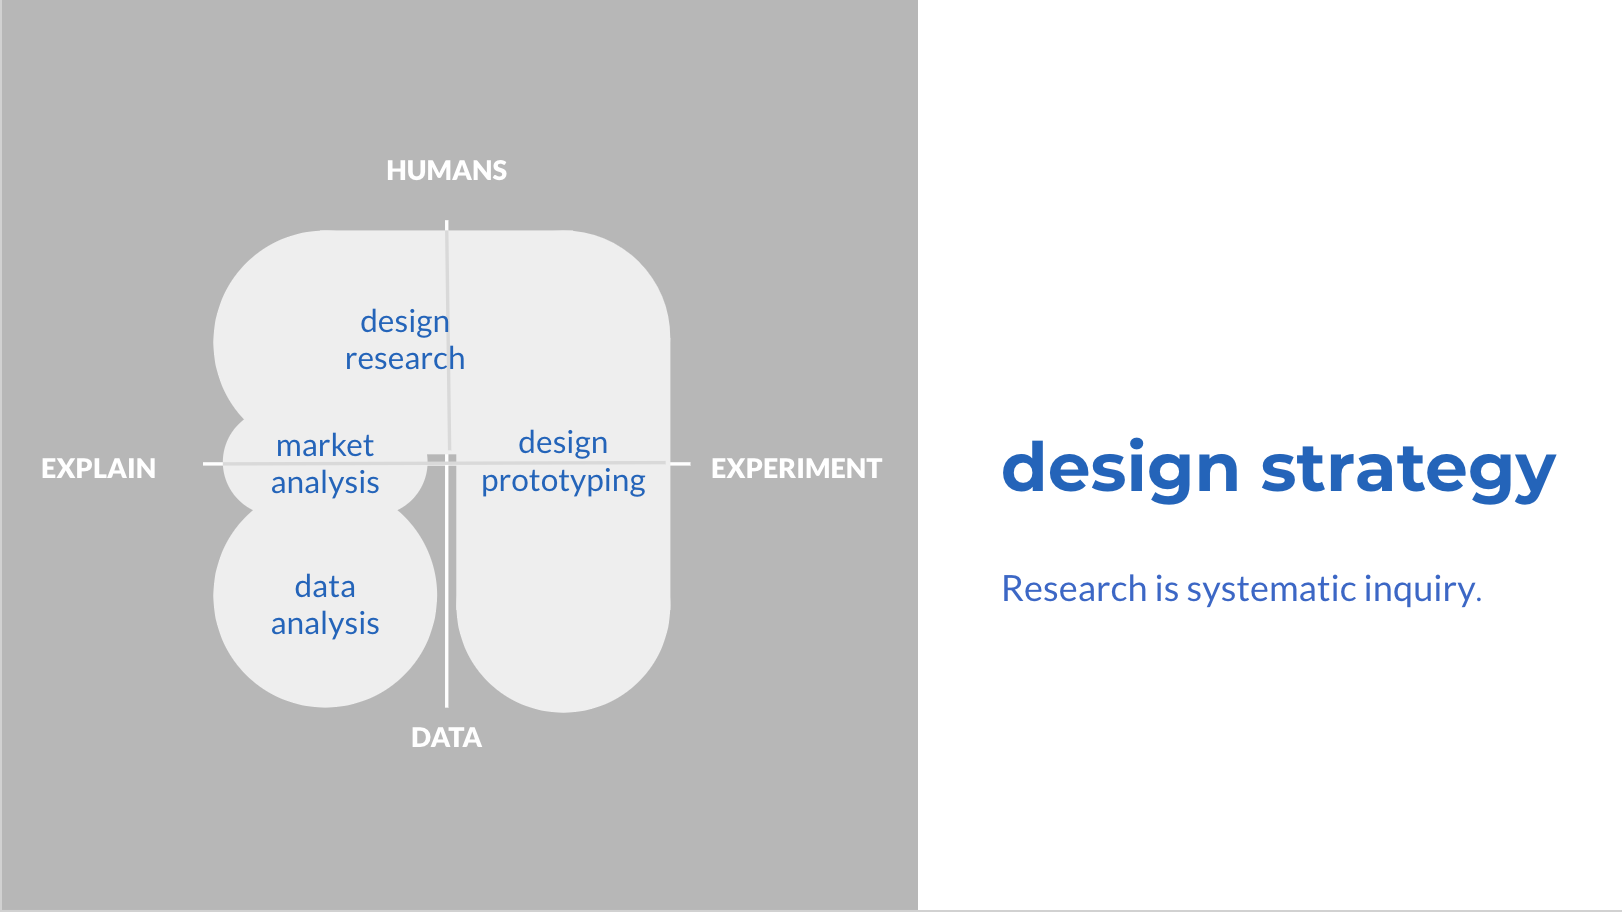 HUMANS
design
research
market
analysis
design
prototyping
EXPLAIN
EXPERIMENT
data
analysis
DATA
design strategy
Research is systematic inquiry.